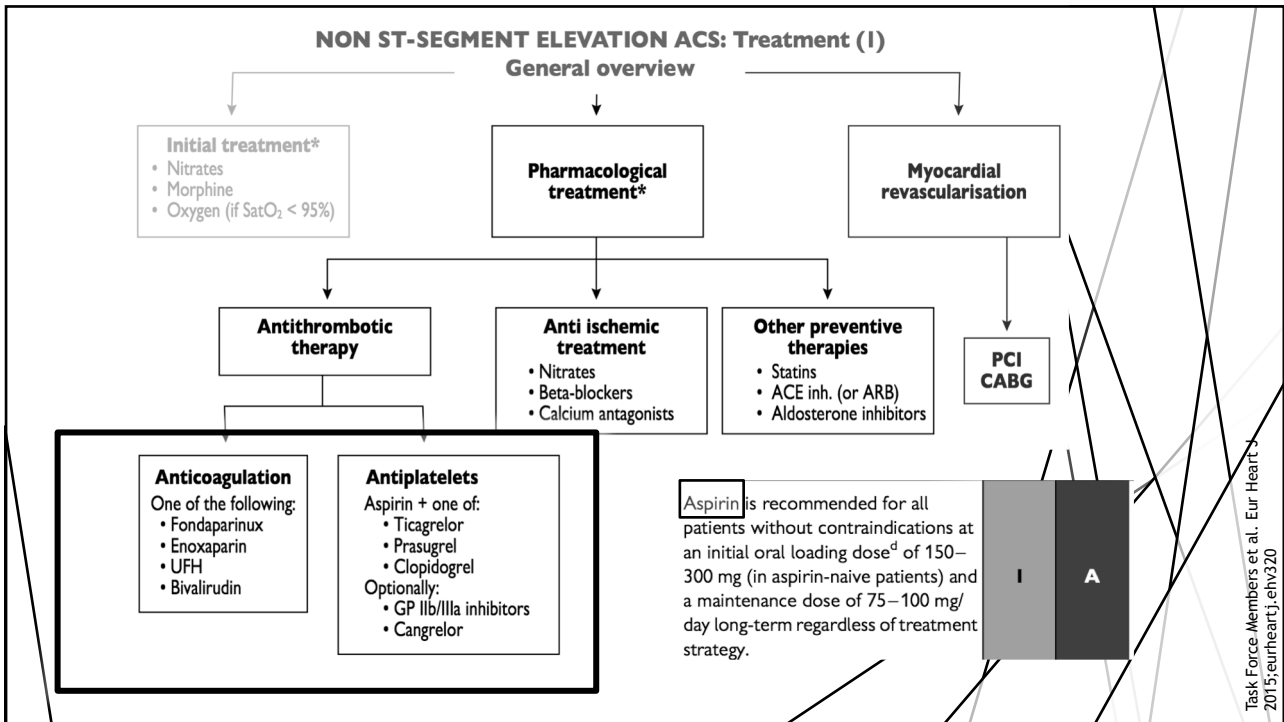 NON ST-SEGMENT ELEVATION ACS: Treatment (I)
General overview
Initial treatment*
• Nitrates
• Morphine
• Oxygen (if SatO₂ < 95%)
Pharmacological
treatment*
Myocardial
revascularisation
Antithrombotic
therapy
Anti ischemic
treatment
• Nitrates
• Beta-blockers
• Calcium antagonists
Other preventive
therapies
• Statins
• ACE inh. (or ARB)
• Aldosterone inhibitors
PCI
CABG
Anticoagulation
One of the following:
• Fondaparinux
• Enoxaparin
• UFH
• Bivalirudin
Antiplatelets
Aspirin + one of:
• Ticagrelor
• Prasugrel
• Clopidogrel
Optionally:
• GP IIb/IIIa inhibitors
• Cangrelor
Aspirin is recommended for all
patients without contraindications at
an initial oral loading doseᵈ of 150–
300 mg (in aspirin-naive patients) and
a maintenance dose of 75–100 mg/
day long-term regardless of treatment
strategy.
I
A
Task Force Members et al. Eur Heart J
2015;eurheartj.ehv320